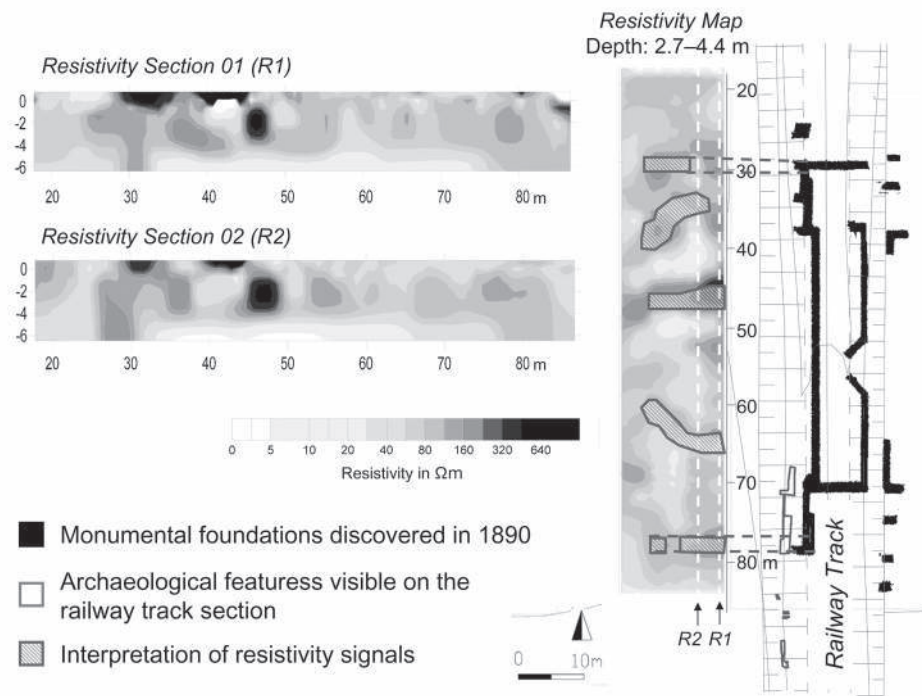 Resistivity Map
Depth: 2.7–4.4 m
Resistivity Section 01 (R1)
0
-2
-4
-6
20 30 40 50 60 70 80 m
Resistivity Section 02 (R2)
0
-2
-4
-6
20 30 40 50 60 70 80 m
0 5 10 20 40 80 160 320 640
Resistivity in Ωm
Monumental foundations discovered in 1890
Archaeological featuress visible on the
railway track section
Interpretation of resistivity signals
20
30
40
50
60
70
80 m
R2 R1
Railway Track
0 10m